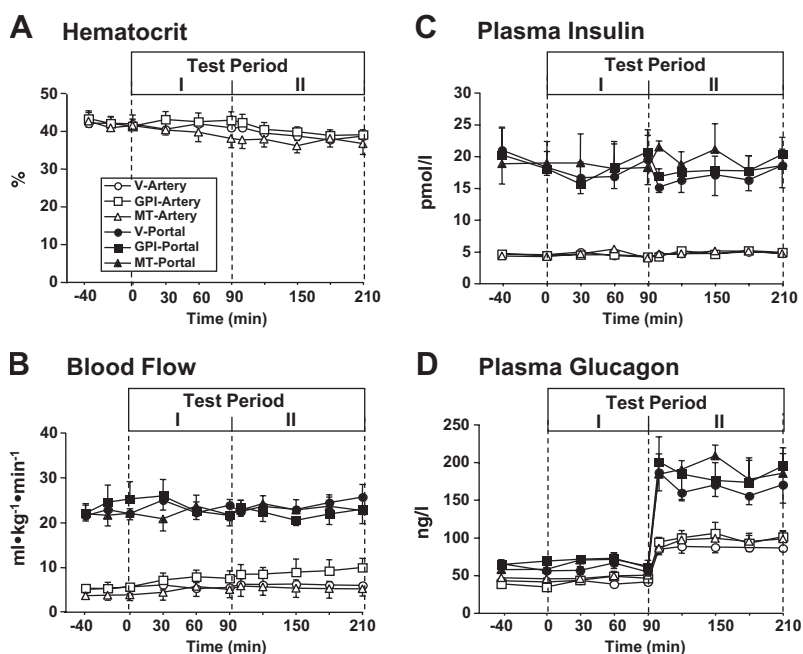 A Hematocrit
Test Period
I II
50
40
30
20
10
0
%
V-Artery
GPI-Artery
MT-Artery
V-Portal
GPI-Portal
MT-Portal
-40 0 30 60 90 150 210
Time (min)
B Blood Flow
Test Period
I II
40
30
20
10
0
ml•kg-1•min-1
-40 0 30 60 90 150 210
Time (min)
C Plasma Insulin
Test Period
I II
30
25
20
15
10
5
0
pmol/l
-40 0 30 60 90 150 210
Time (min)
D Plasma Glucagon
Test Period
I II
250
200
150
100
50
0
ng/l
-40 0 30 60 90 150 210
Time (min)